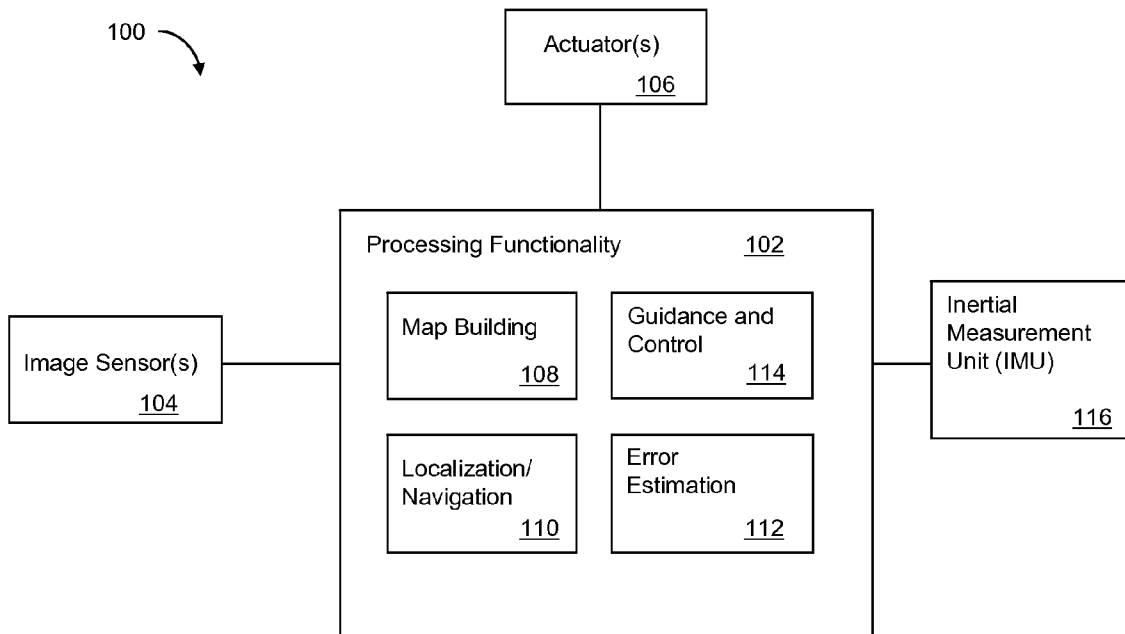 100
Actuator(s)
106
Processing Functionality 102
Map Building
108
Guidance and
Control
114
Localization/
Navigation
110
Error
Estimation
112
Image Sensor(s)
104
Inertial
Measurement
Unit (IMU)
116